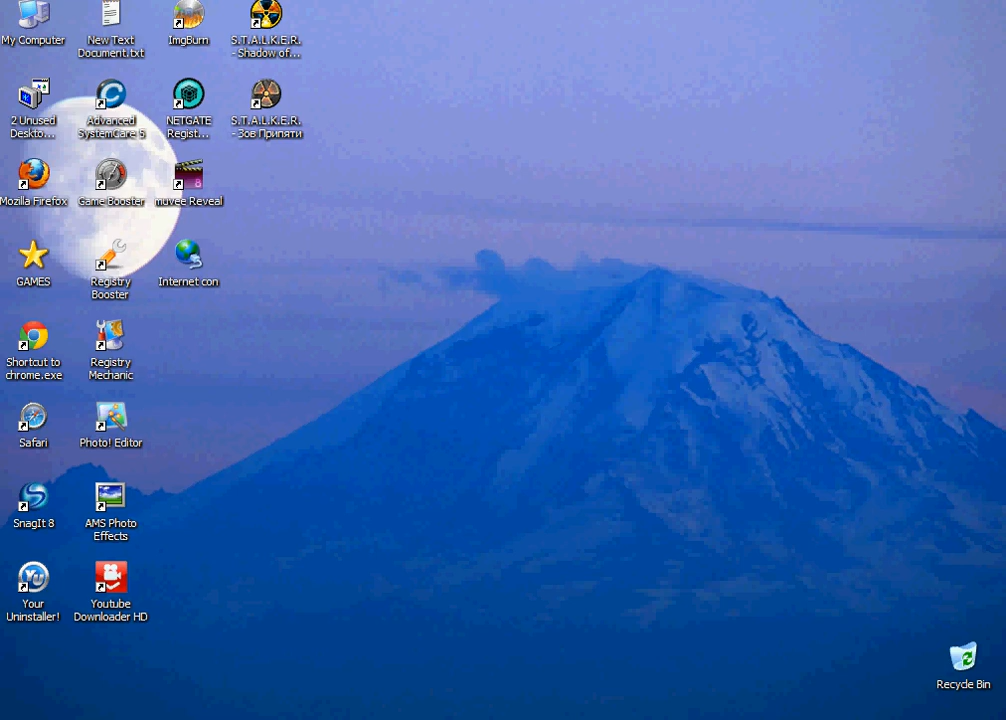 My Computer
New Text
Document.txt
ImgBurn
S.T.A.L.K.E.R.
- Shadow of...
2 Unused
Deskto...
Advanced
SystemCare 5
NETGATE
Regist...
S.T.A.L.K.E.R.
- Зов Припяти
Mozilla Firefox
Game Booster
muvee Reveal
GAMES
Registry
Booster
Internet con
Shortcut to
chrome.exe
Registry
Mechanic
Safari
Photo! Editor
SnagIt 8
AMS Photo
Effects
Your
Uninstaller!
Youtube
Downloader HD
Recycle Bin